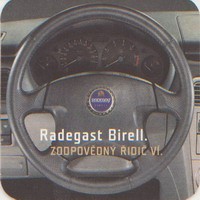 Radegast Birell.
ZODPOVĚDNÝ ŘIDIČ VÍ.